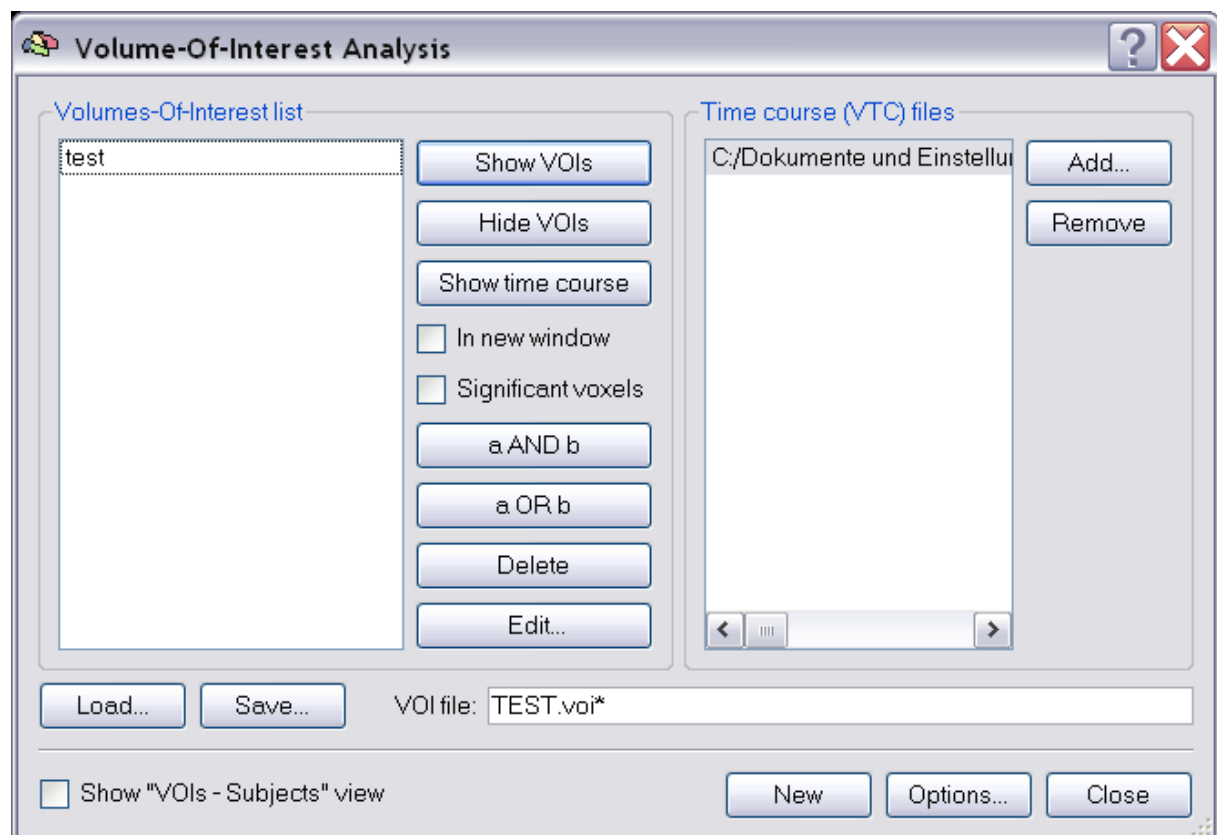 Volume-Of-Interest Analysis
Volumes-Of-Interest list
test
Show VOIs
Hide VOIs
Show time course
In new window
Significant voxels
a AND b
a OR b
Delete
Edit...
Time course (VTC) files
C:/Dokumente und
Add...
Remove
Load...
Save...
VOI file: TEST.voi*
Show "VOIs - Subjects" view
New
Options...
Close